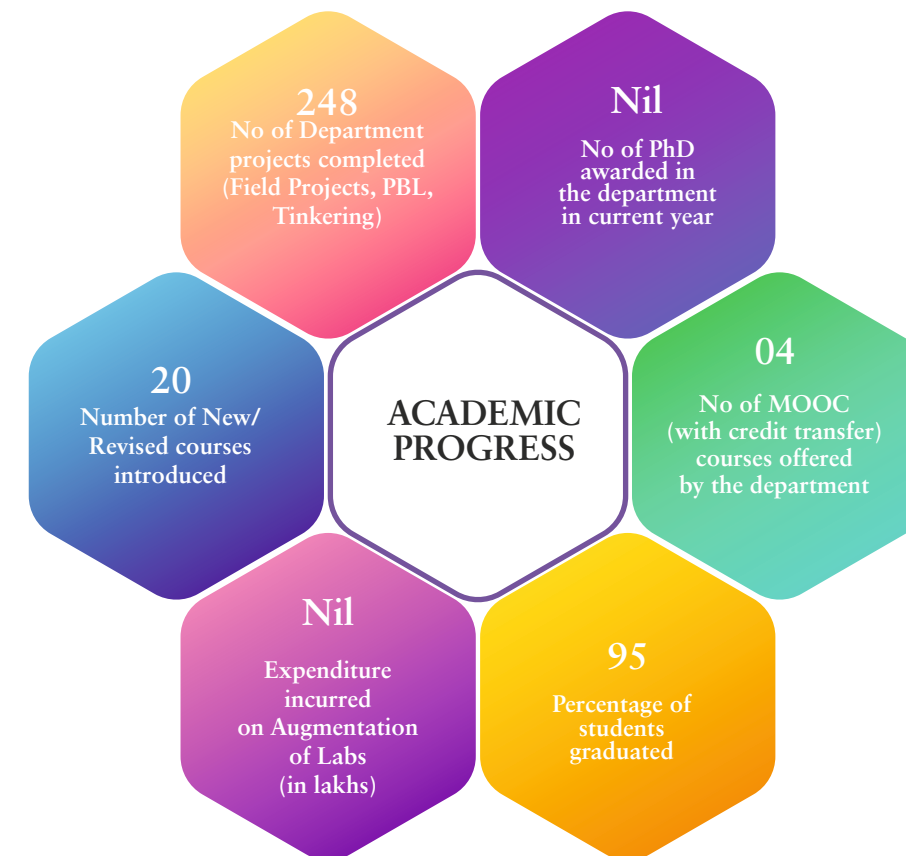 248
No of Department
projects completed
(Field Projects, PBL,
Tinkering)
Nil
No of PhD
awarded in
the department
in current year
20
Number of New/
Revised courses
introduced
ACADEMIC
PROGRESS
04
No of MOOC
(with credit transfer)
courses offered
by the department
Nil
Expenditure
incurred
on Augmentation
of Labs
(in lakhs)
95
Percentage of
students
graduated